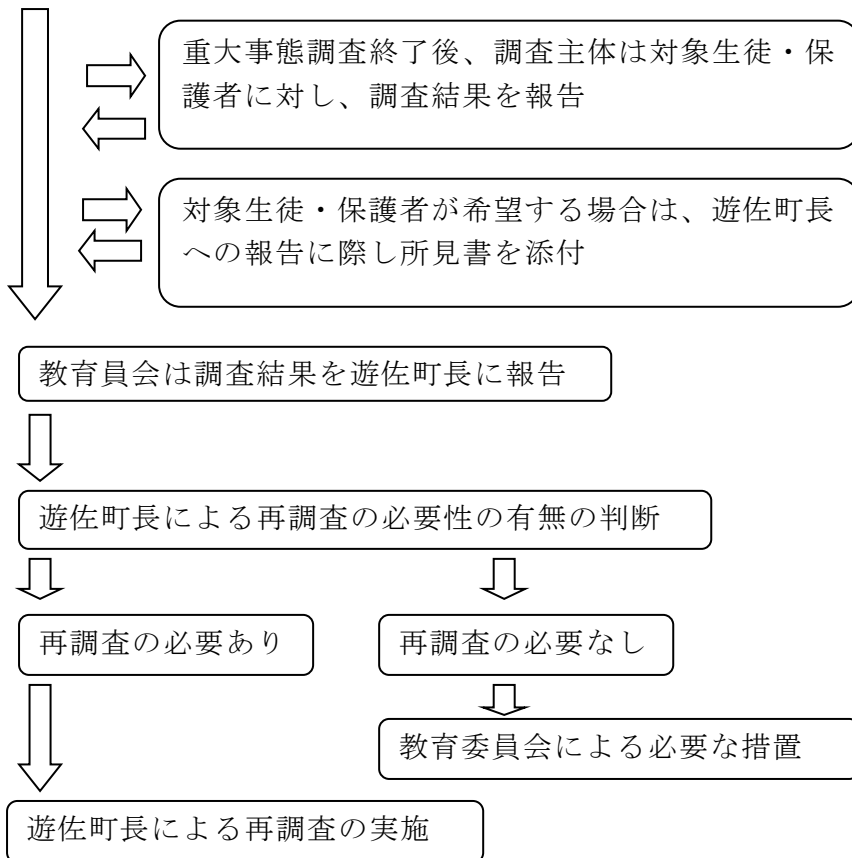 重大事態調査終了後、調査主体は対象生徒・保
護者に対し、調査結果を報告
対象生徒・保護者が希望する場合は、遊佐町長
への報告に際し所見書を添付
教育員会は調査結果を遊佐町長に報告
遊佐町長による再調査の必要性の有無の判断
再調査の必要あり
再調査の必要なし
教育委員会による必要な措置
遊佐町長による再調査の実施